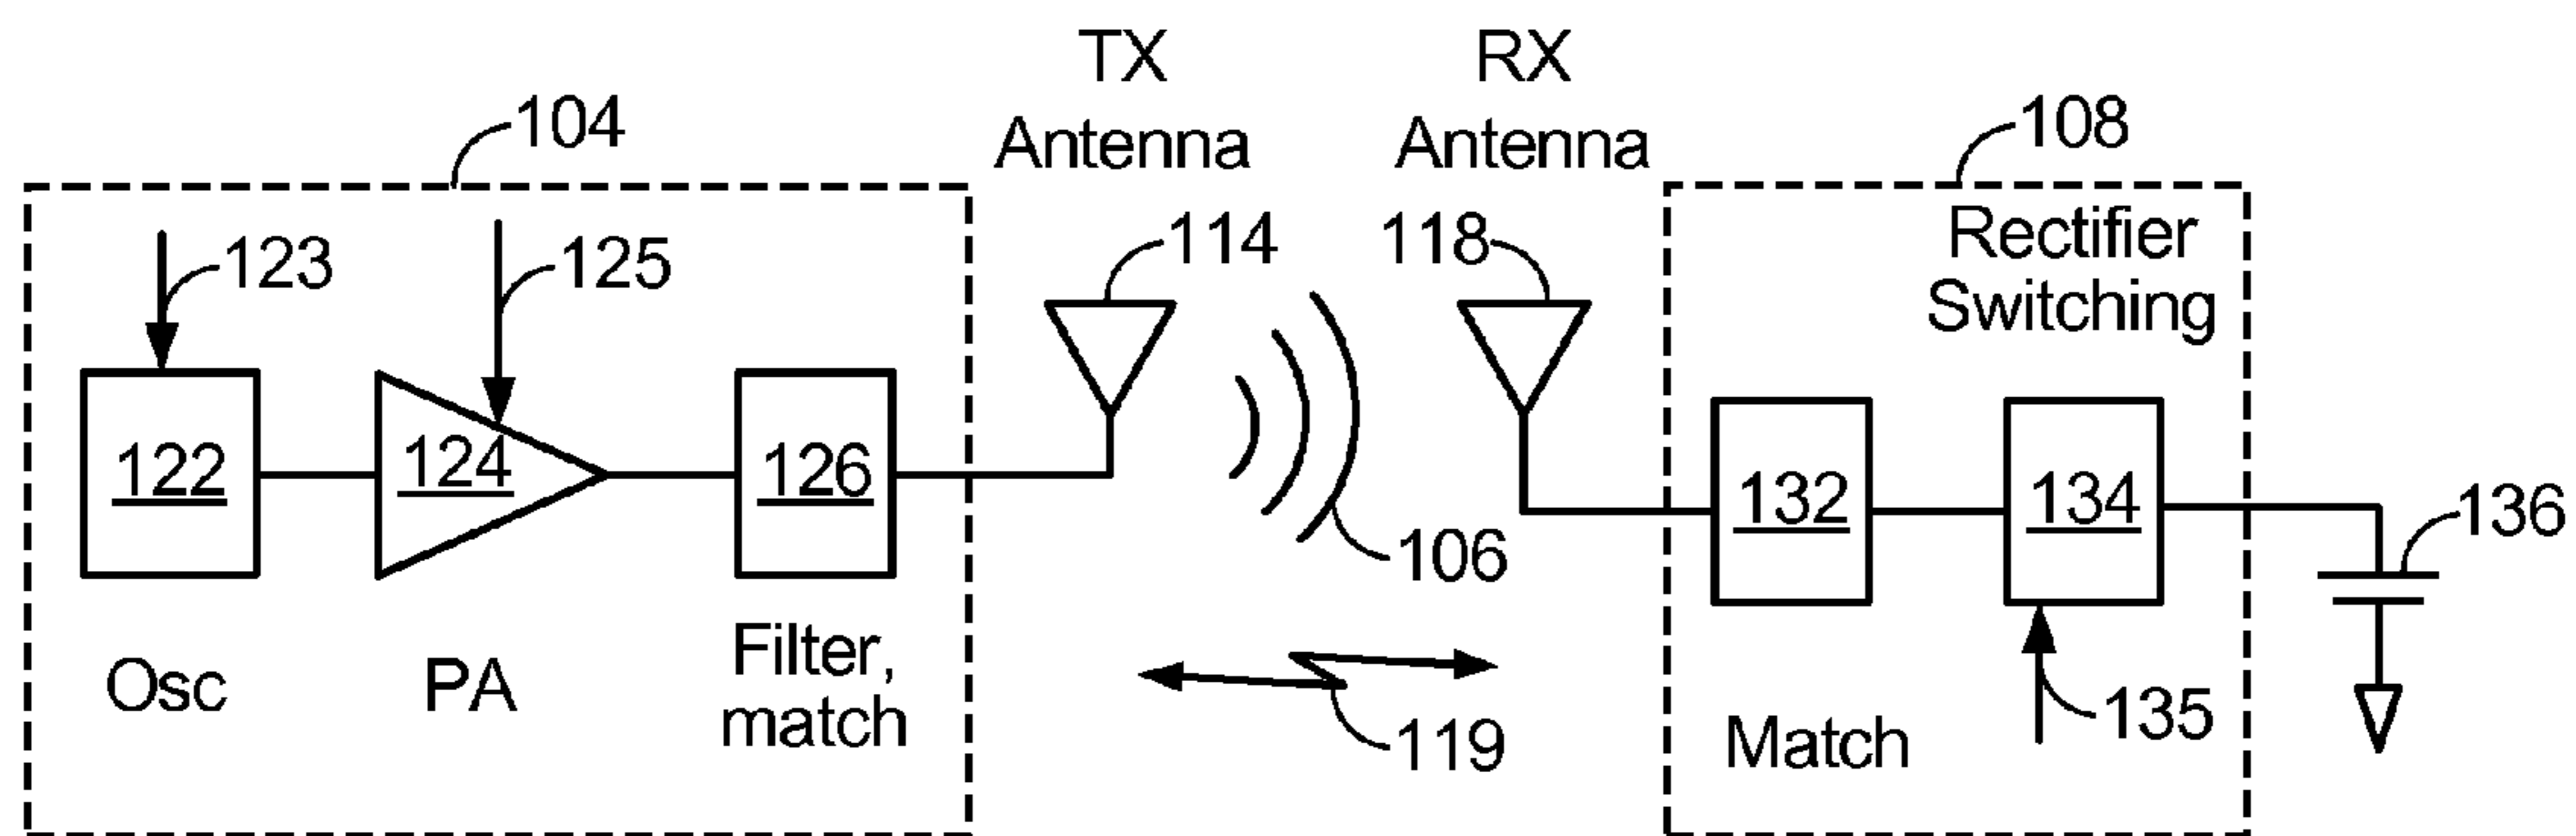 TX
Antenna
RX
Antenna
104
108
Rectifier
Switching
123
125
114
118
122
124
126
106
132
134
136
Osc
PA
Filter,
match
119
Match
135